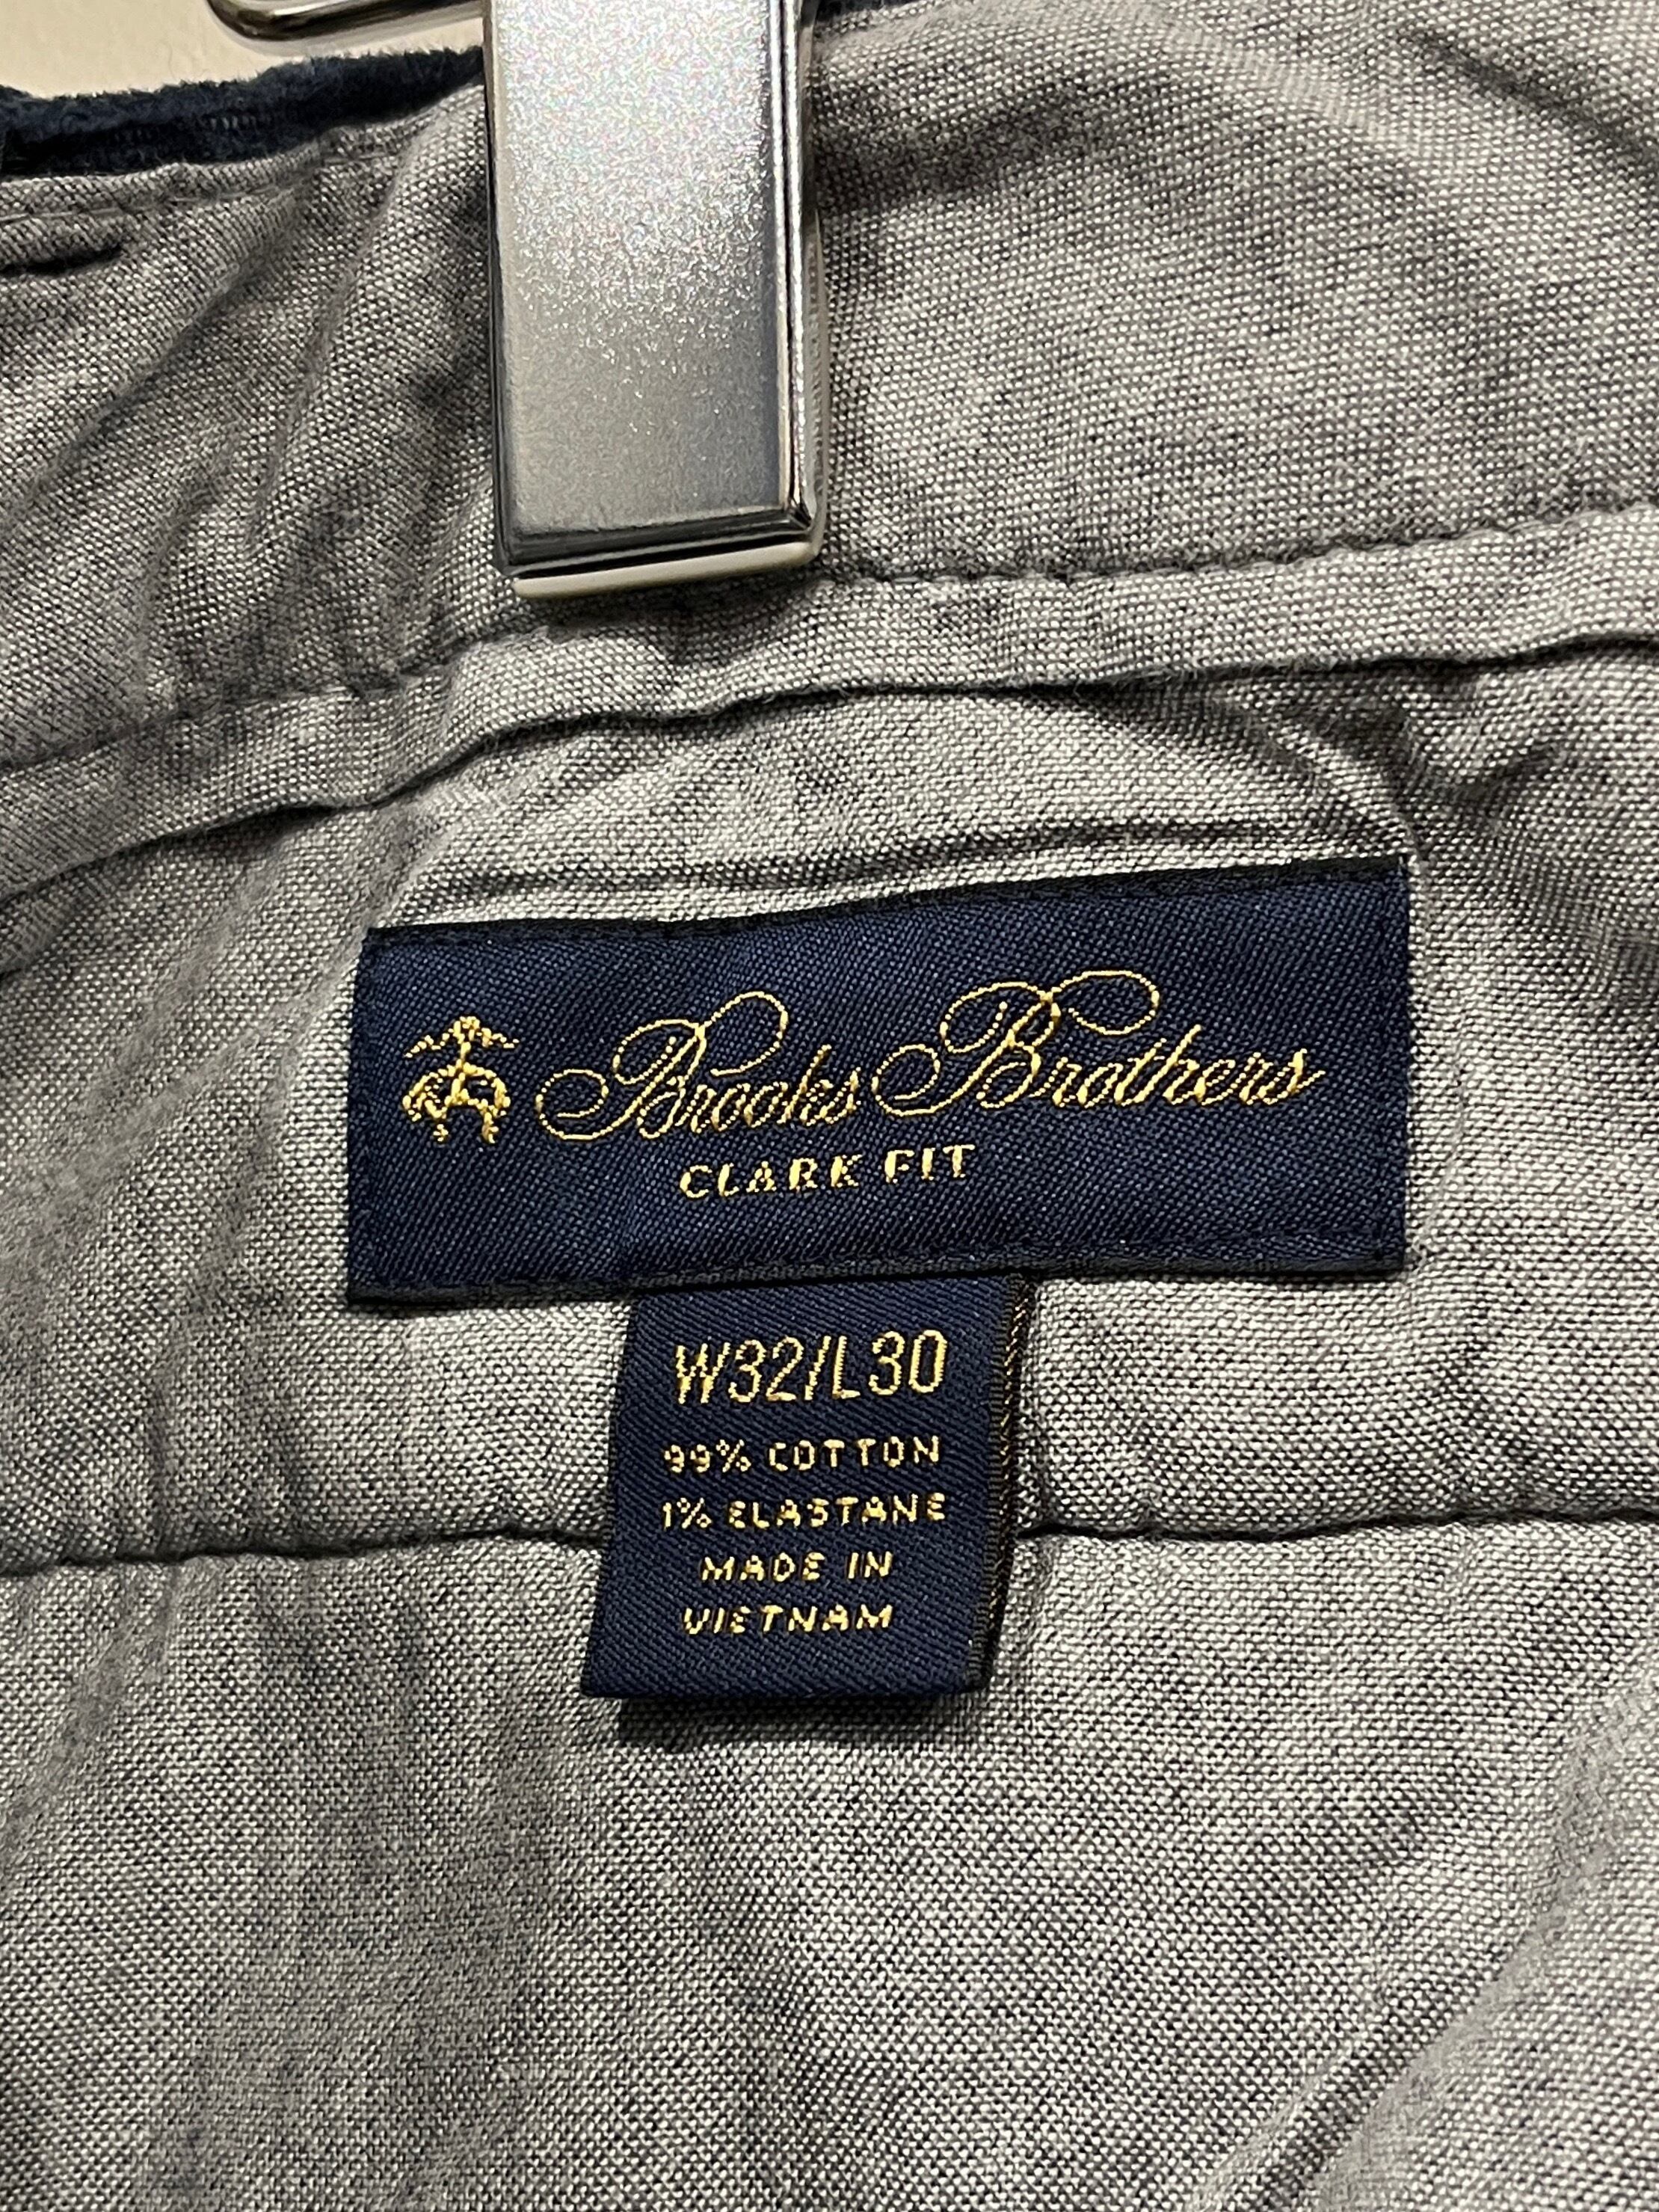 Brooks Brothers
CLARK FIT
W32/L30
99% COTTON
1% ELASTANE
MADE IN
VIETNAM